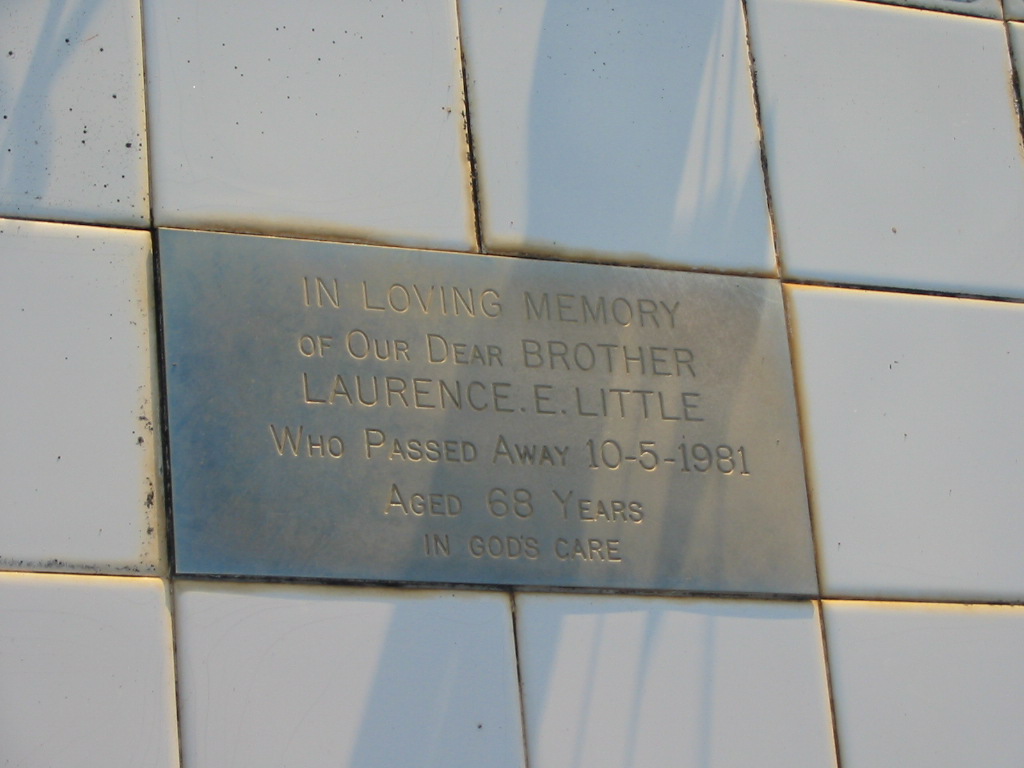 IN LOVING MEMORY
OF OUR DEAR BROTHER
LAURENCE.E.LITTLE
WHO PASSED AWAY 10-5-1981
AGED 68 YEARS
IN GOD'S CARE